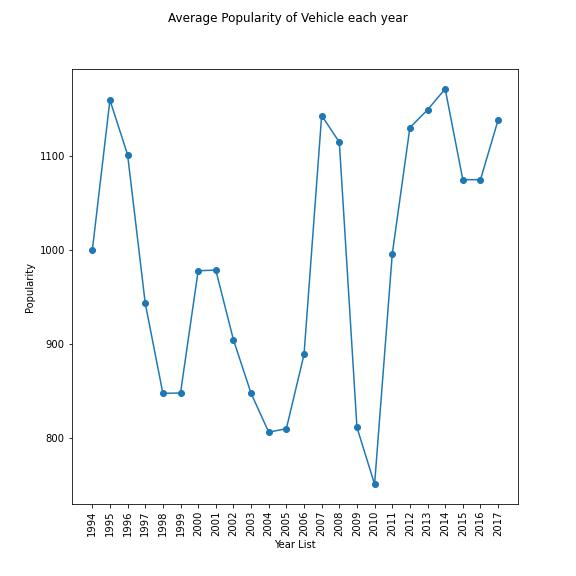 Average Popularity of Vehicle each year
Popularity
1100
1000
900
800
1994 1995 1996 1997 1998 1999 2000 2001 2002 2003 2004 2005 2006 2007 2008 2009 2010 2011 2012 2013 2014 2015 2016 2017
Year List